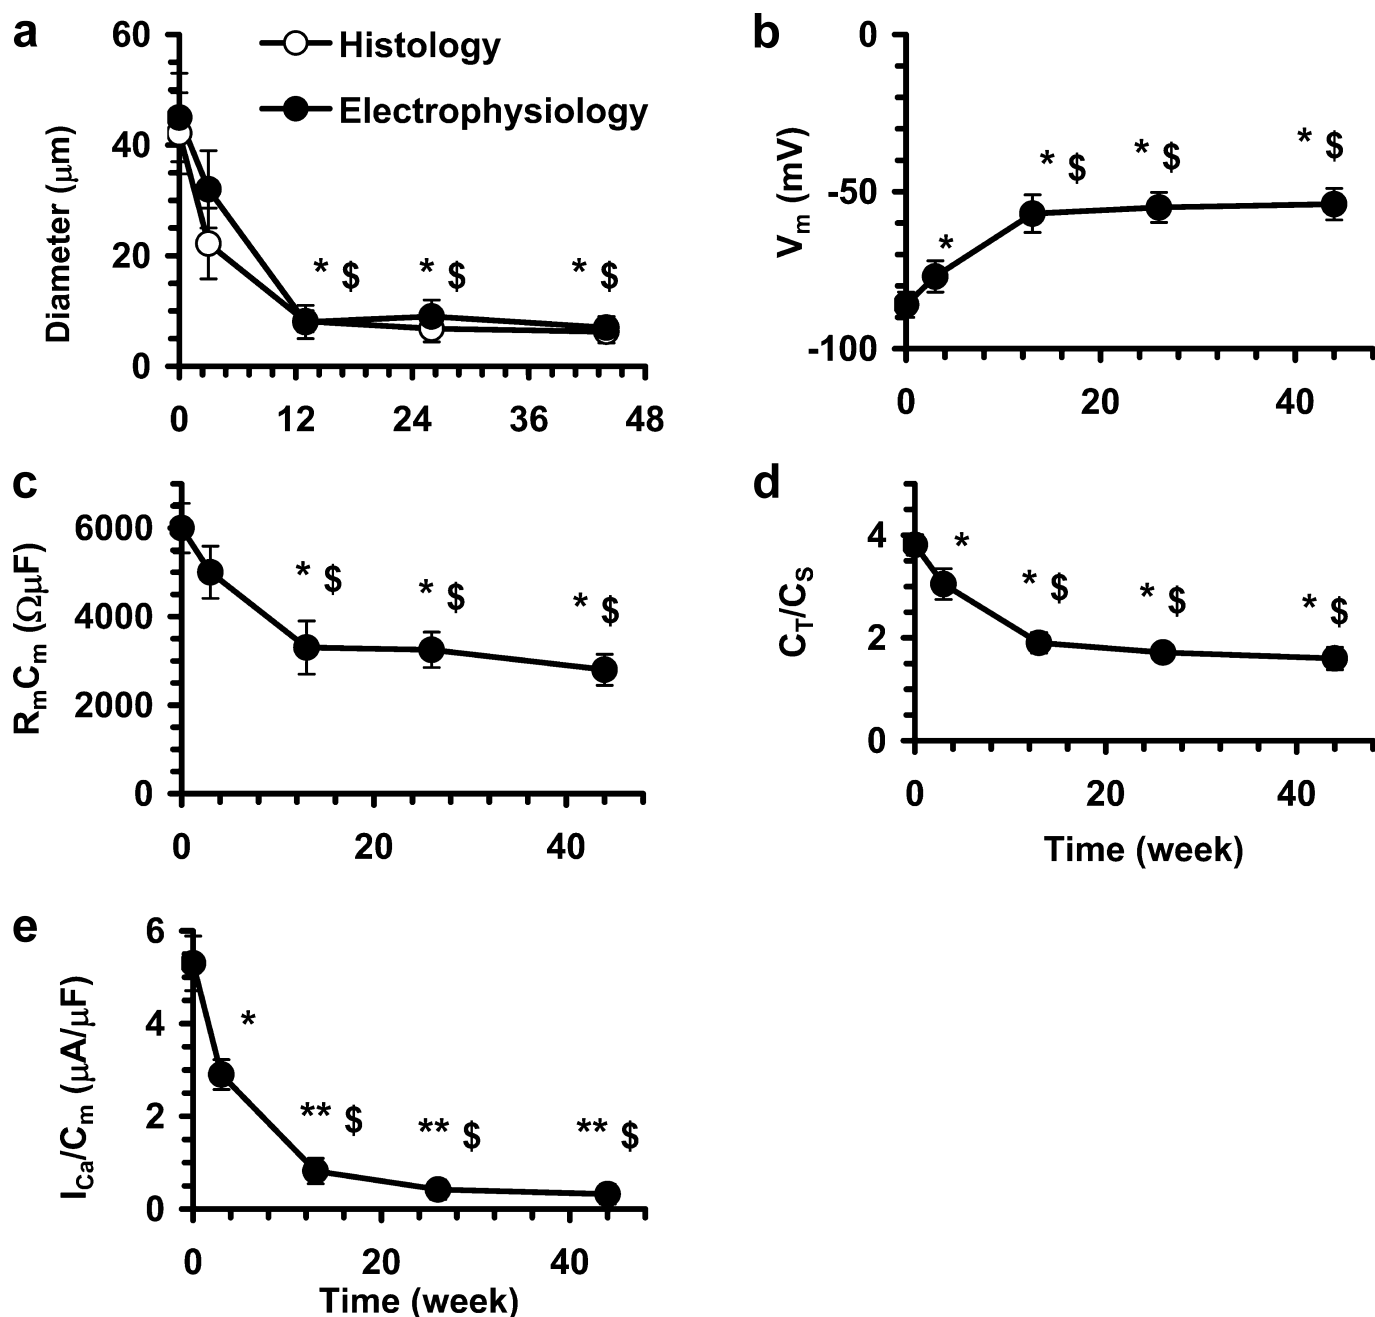 a
60
40
20
0
Diameter (μm)
Histology
Electrophysiology
* $ * $ * $
0 12 24 36 48
b
0
-50
-100
Vm (mV)
* * $ * $ * $
0 20 40
c
6000
4000
2000
0
RmCm (ΩμF)
* $ * $ * $
0 20 40
d
4
2
0
CT/CS
* * $ * $ * $
0 20 40
Time (week)
e
6
4
2
0
ICa/Cm (μA/μF)
* ** $ ** $ ** $
0 20 40
Time (week)